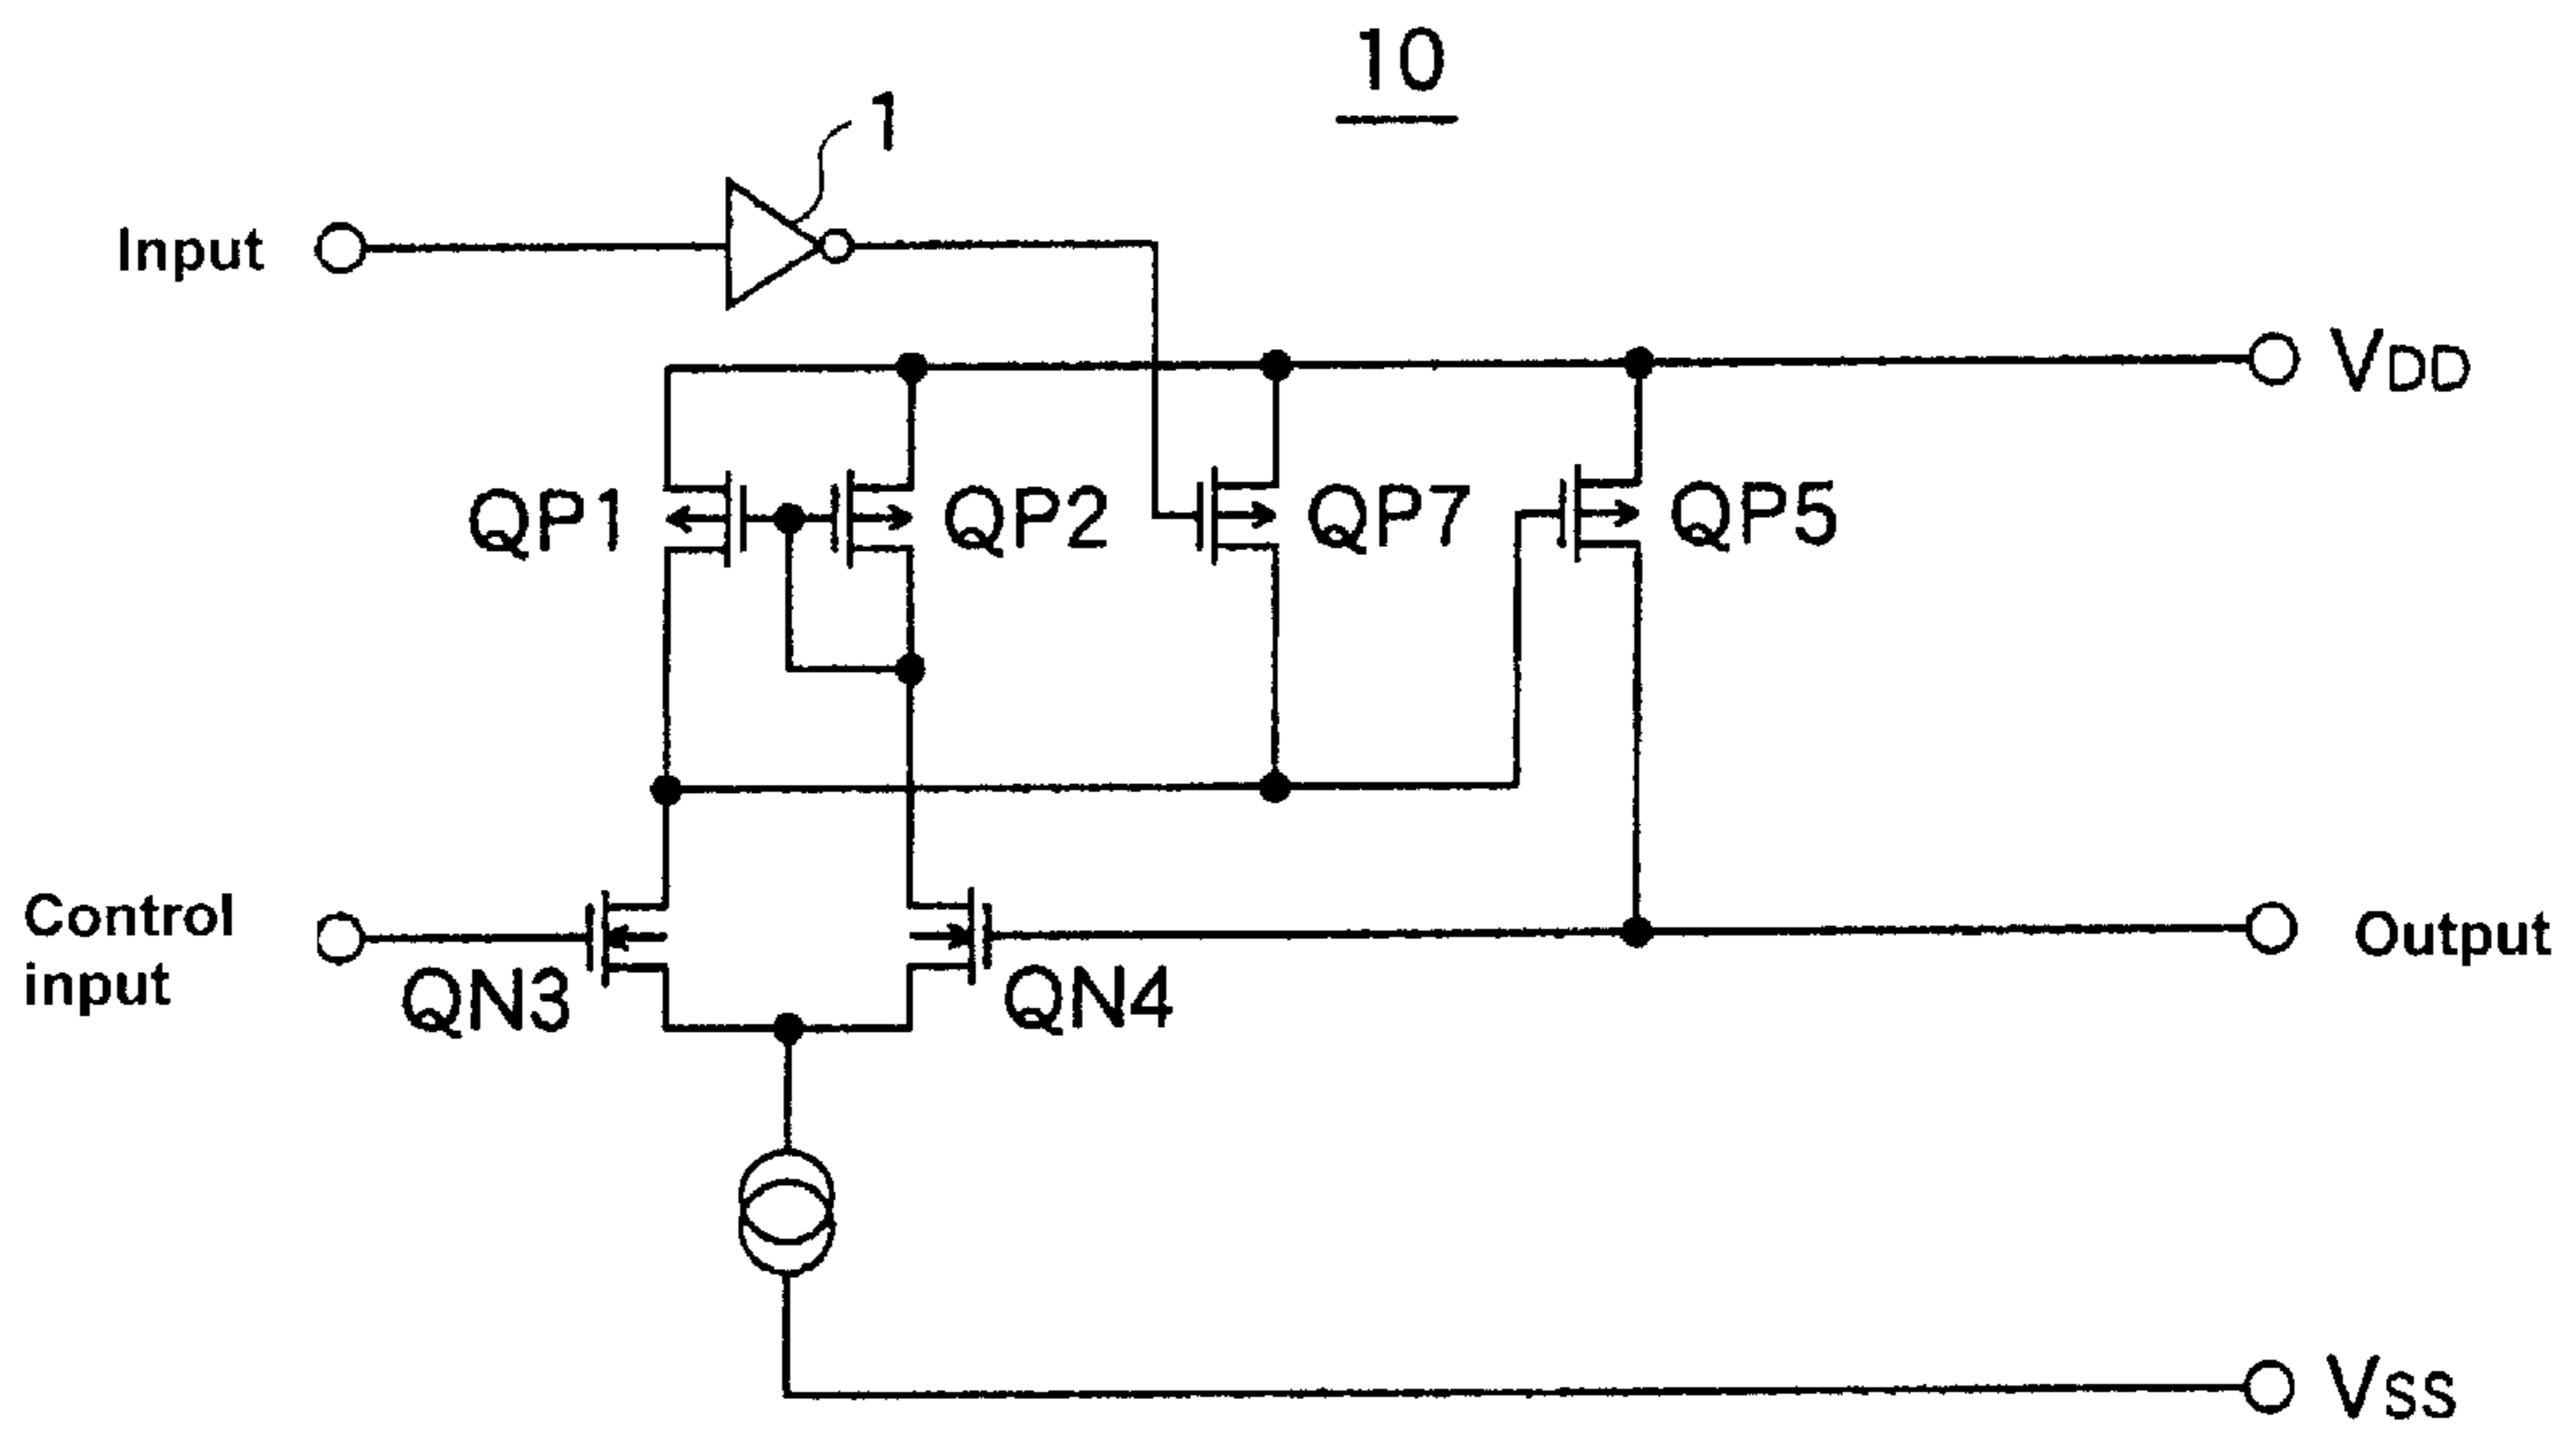 10
1
Input
VDD
QP1
QP2
QP7
QP5
Control
input
QN3
QN4
Output
VSS